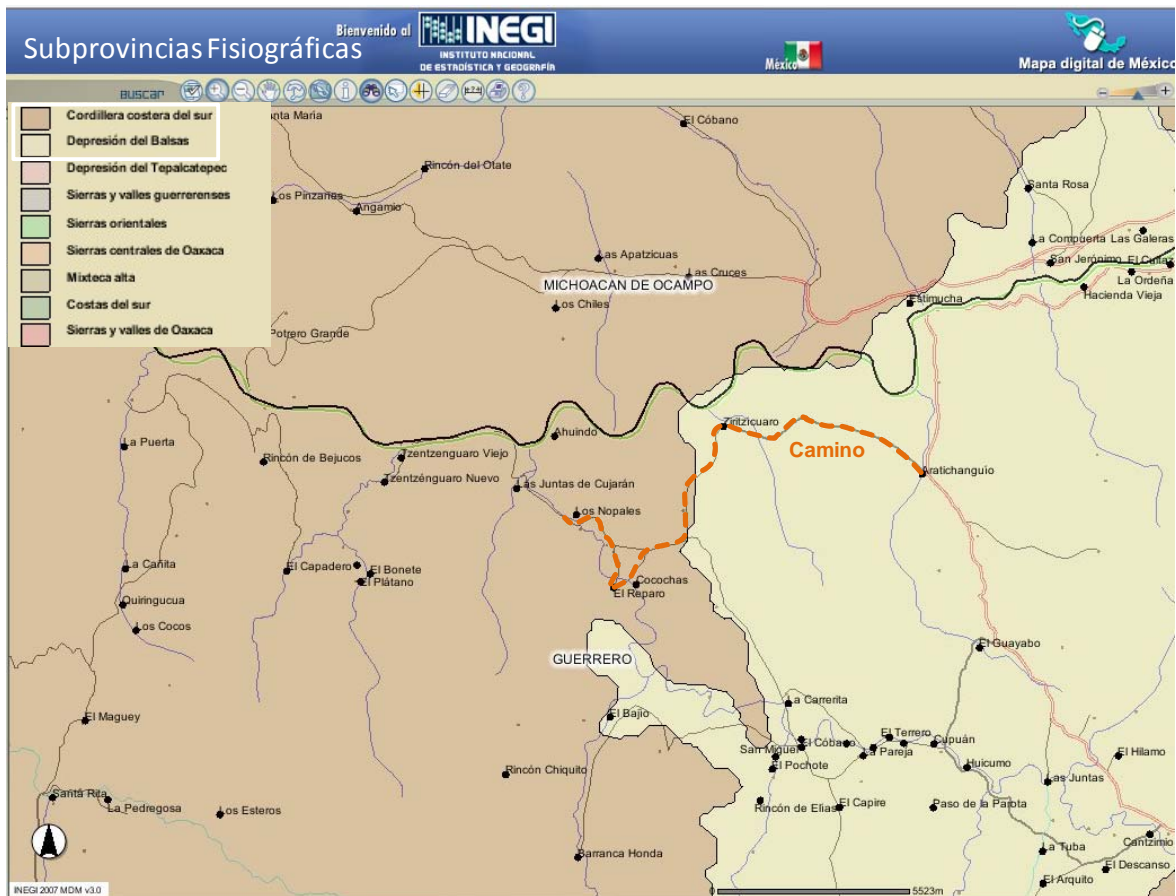 Subprovincias Fisiográficas
Bienvenido al
INEGI
INSTITUTO NACIONAL
DE ESTADÍSTICA Y GEOGRAFÍA
México
Mapa digital de México
BUSCAR
Cordillera costera del sur
Depresión del Balsas
Depresión del Tepalcatepec
Sierras y valles guerrerenses
Sierras orientales
Sierras centrales de Oaxaca
Mixteca alta
Costas del sur
Sierras y valles de Oaxaca
anta María
El Cóbano
Rincón del Otate
Los Pinzanes
Angamio
Santa Rosa
La Compuerta
Las Galeras
San Jerónimo
La Ordeña
Hacienda Vieja
Las Apatzicuas
Las Cruces
MICHOACAN DE OCAMPO
Los Chiles
Estimucha
Potrero Grande
Ziritzicuaro
Camino
Aratichanguio
La Puerta
Ahuindo
Rincón de Bejucos
Tzentzenguaro Viejo
Tzentzénguaro Nuevo
Las Juntas de Cujarán
Los Nopales
La Cañita
El Capadero
El Bonete
El Plátano
Cocochas
El Reparo
Quiringucua
Los Cocos
El Guayabo
GUERRERO
El Maguey
El Bajío
La Carrerita
El Cóbano
El Terrero
Cupuán
San Miguel
La Pareja
El Hilamo
El Pochote
Huicumo
Rincón Chiquito
Las Juntas
Santa Rita
La Pedregosa
Los Esteros
Rincón de Elías
El Capire
Paso de la Parota
Cantzimio
La Tuba
Barranca Honda
El Descanso
El Arquito
INEGI 2007 MDM v3.0
0
5523m